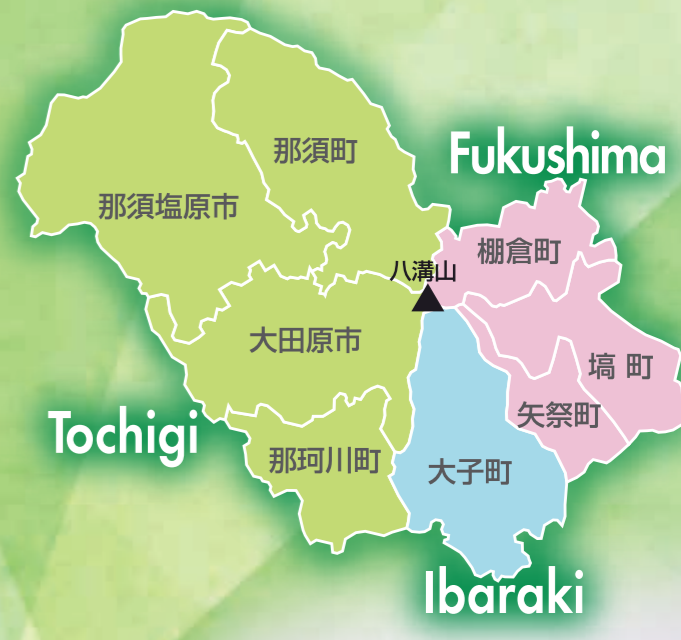 那須町
Fukushima
那須塩原市
棚倉町
八溝山
大田原市
塙 町
矢祭町
Tochigi
那珂川町
大子町
Ibaraki